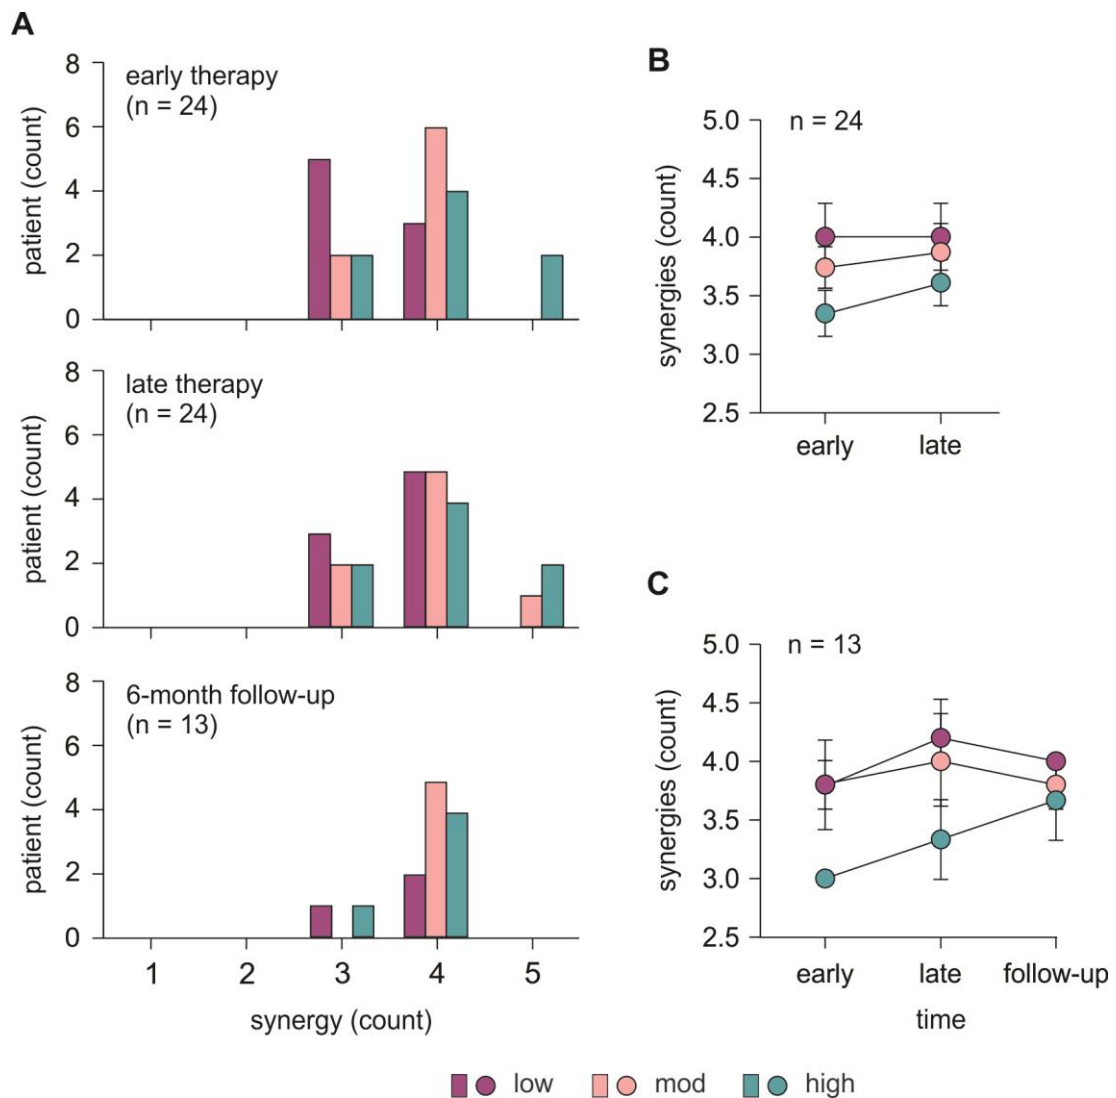 A
8
6
4
2
0
patient (count)
early therapy
(n = 24)
8
6
4
2
0
patient (count)
late therapy
(n = 24)
8
6
4
2
0
patient (count)
6-month follow-up
(n = 13)
1 2 3 4 5
synergy (count)
B
5.0
4.5
4.0
3.5
3.0
2.5
synergies (count)
n = 24
early late
C
5.0
4.5
4.0
3.5
3.0
2.5
synergies (count)
n = 13
early late follow-up
time
low mod high